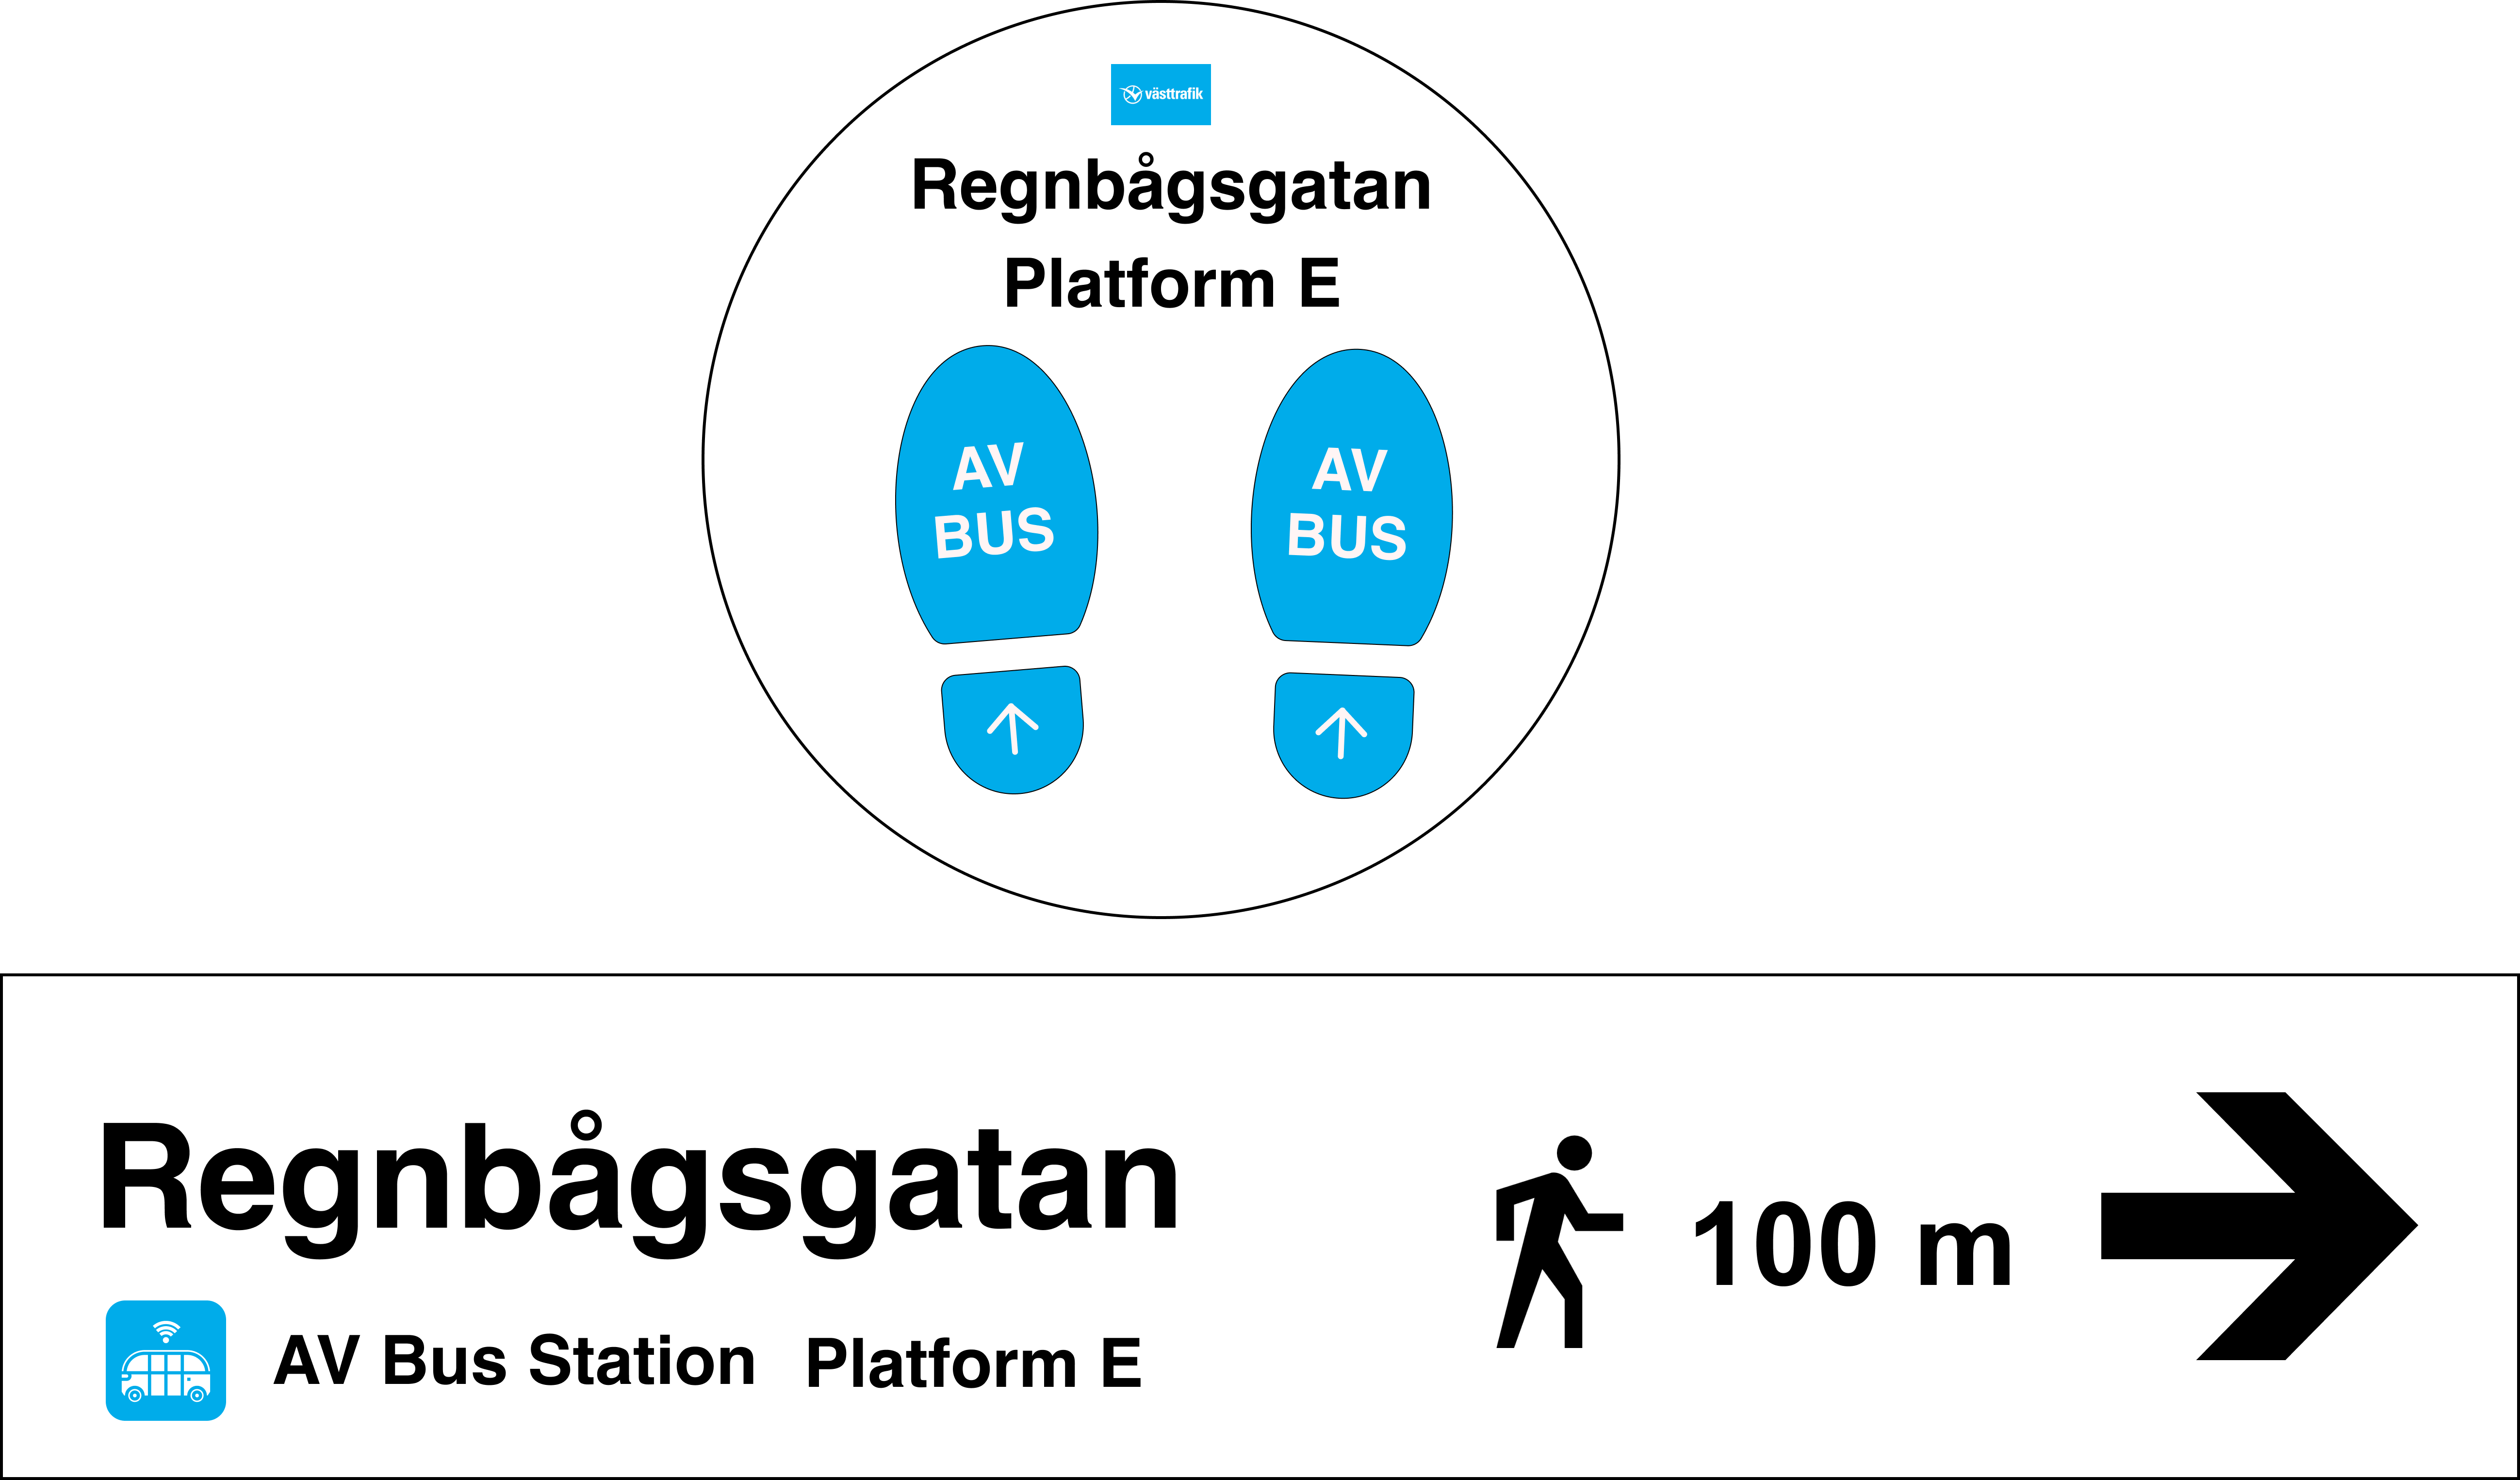 västtrafik
Regnbågsgatan
Platform E
AV
BUS
AV
BUS
Regnbågsgatan
AV Bus Station Platform E
100 m